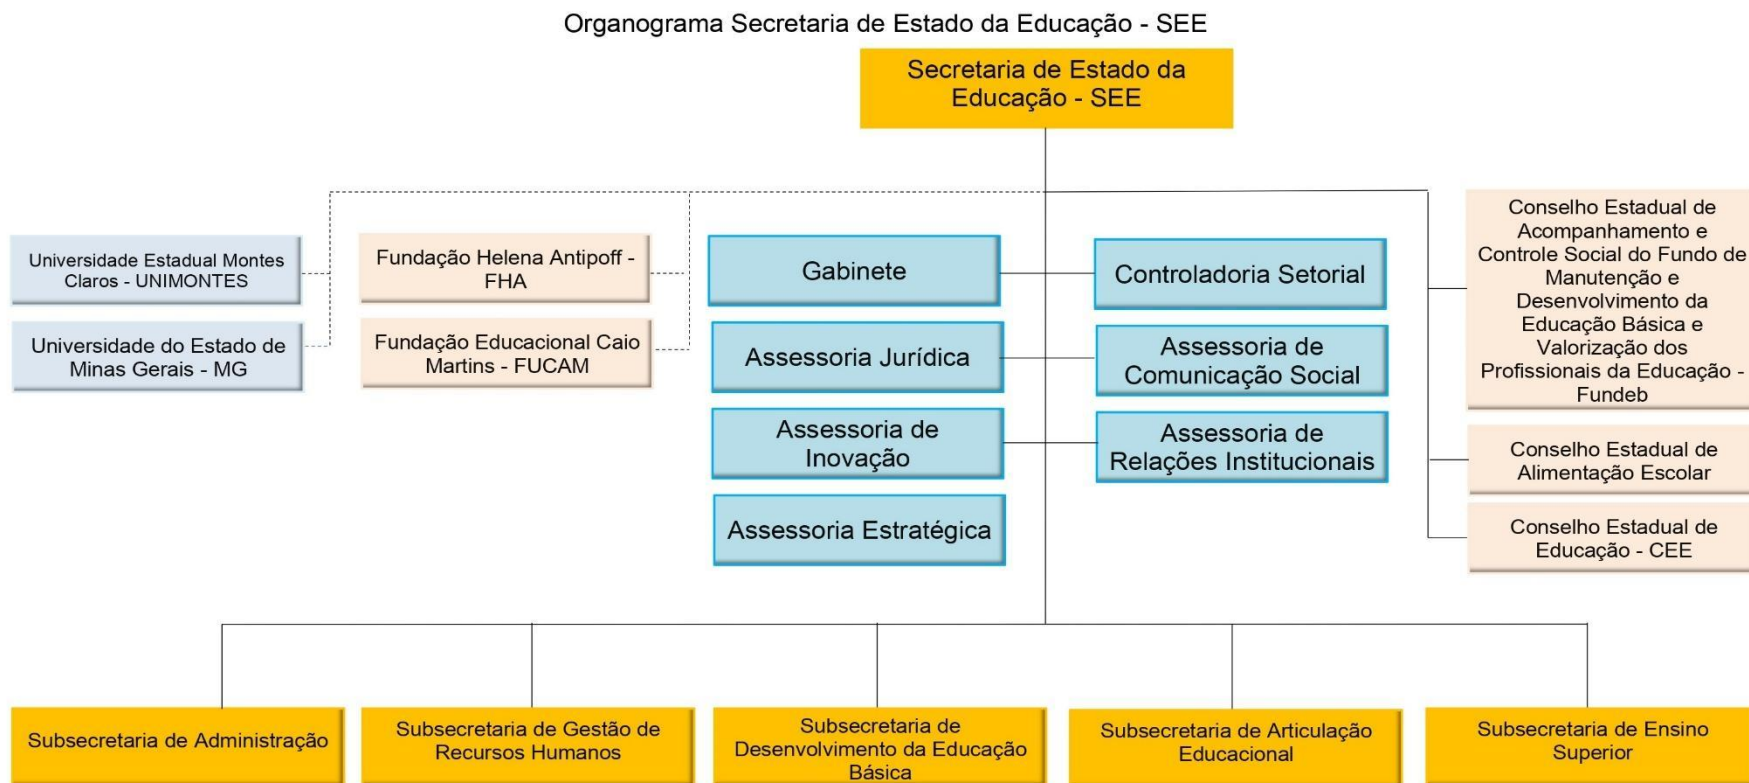 Organograma Secretaria de Estado da Educação - SEE
Secretaria de Estado da
Educação - SEE
Universidade Estadual Montes
Claros - UNIMONTES
Universidade do Estado de
Minas Gerais - MG
Fundação Helena Antipoff -
FHA
Fundação Educacional Caio
Martins - FUCAM
Gabinete
Controladoria Setorial
Assessoria Jurídica
Assessoria de
Comunicação Social
Assessoria de
Inovação
Assessoria de
Relações Institucionais
Assessoria Estratégica
Conselho Estadual de
Acompanhamento e
Controle Social do Fundo de
Manutenção e
Desenvolvimento da
Educação Básica e
Valorização dos
Profissionais da Educação -
Fundeb
Conselho Estadual de
Alimentação Escolar
Conselho Estadual de
Educação - CEE
Subsecretaria de Administração
Subsecretaria de Gestão de
Recursos Humanos
Subsecretaria de
Desenvolvimento da Educação
Básica
Subsecretaria de Articulação
Educacional
Subsecretaria de Ensino
Superior